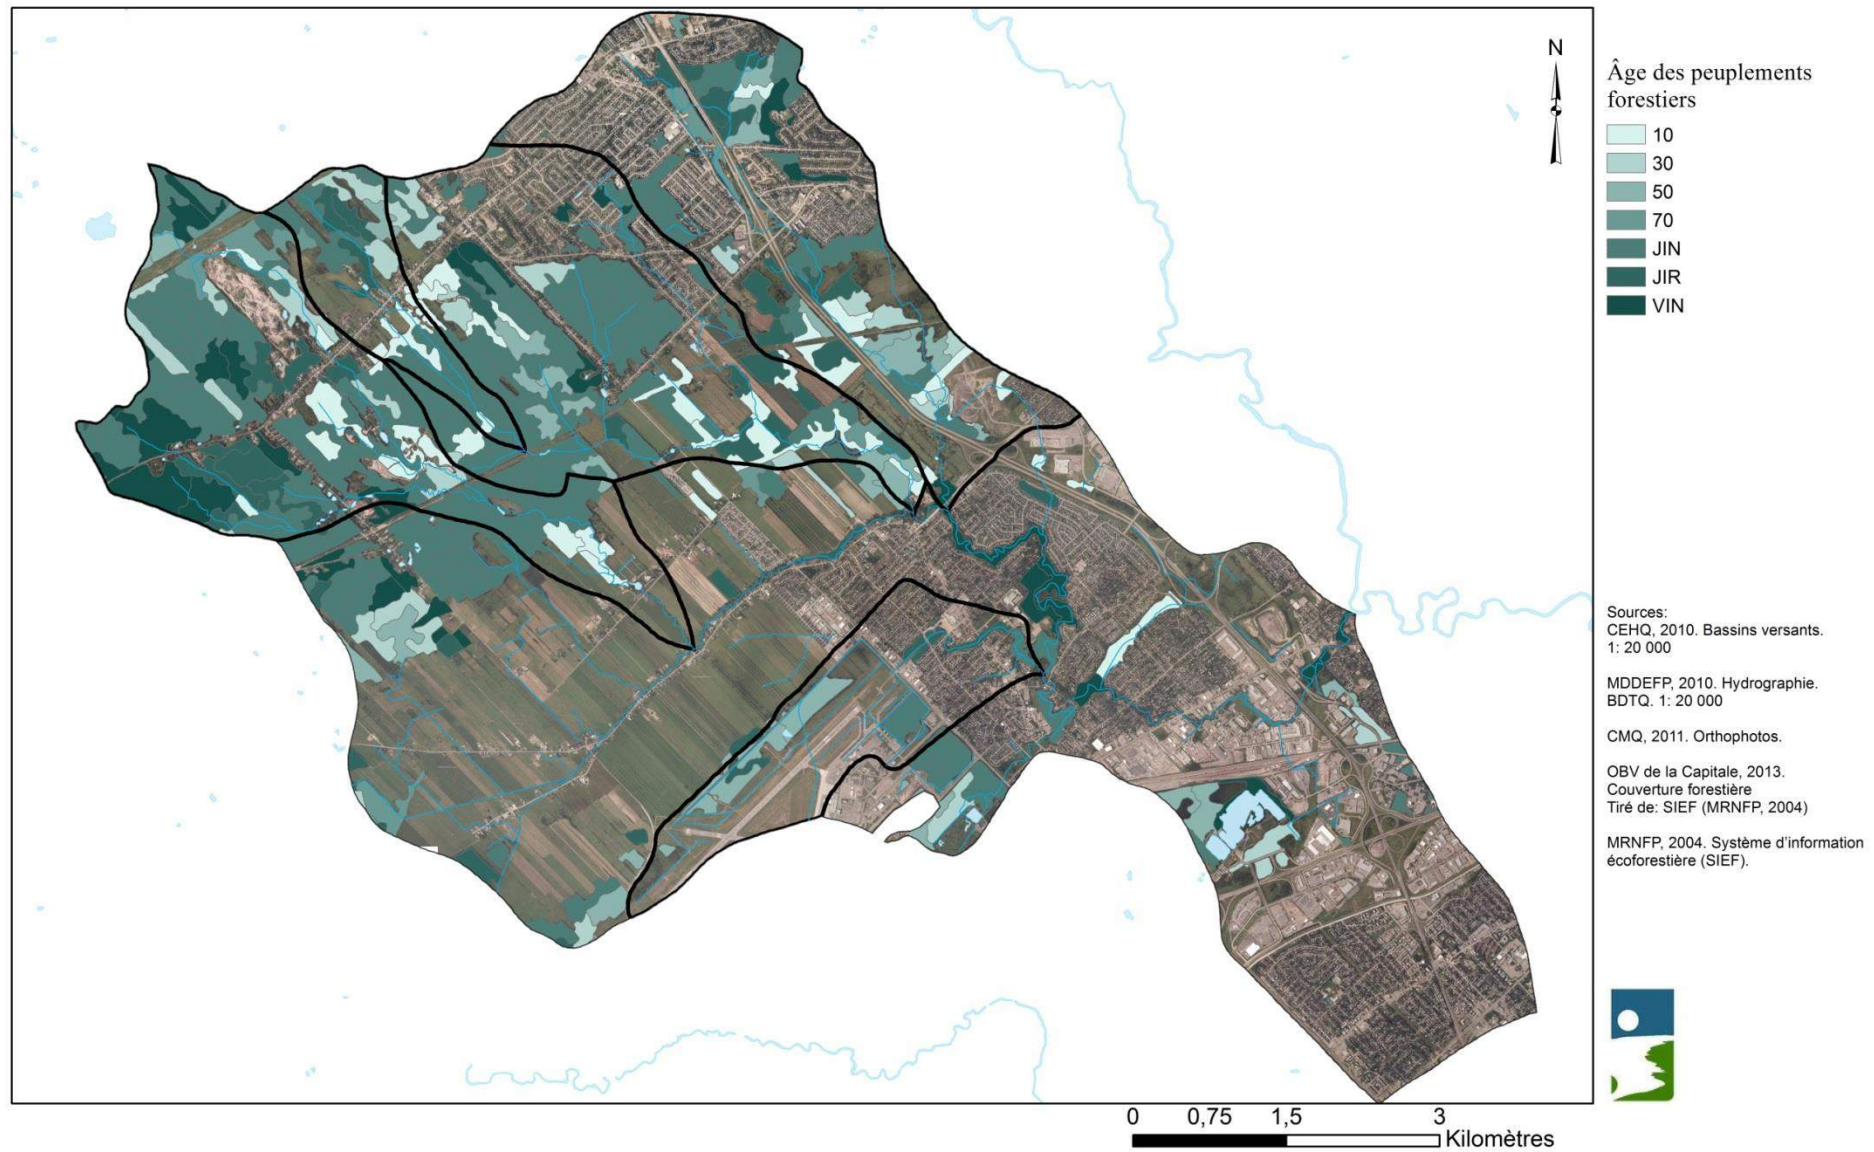 N
Âge des peuplements
forestiers
10
30
50
70
JIN
JIR
VIN
Sources:
CEHQ, 2010. Bassins versants.
1: 20 000
MDDEFP, 2010. Hydrographie.
BDTQ. 1: 20 000
CMQ, 2011. Orthophotos.
OBV de la Capitale, 2013.
Couverture forestière
Tiré de: SIEF (MRNFP, 2004)
MRNFP, 2004. Système d'information
écoforestière (SIEF).
0 0,75 1,5 3
Kilomètres